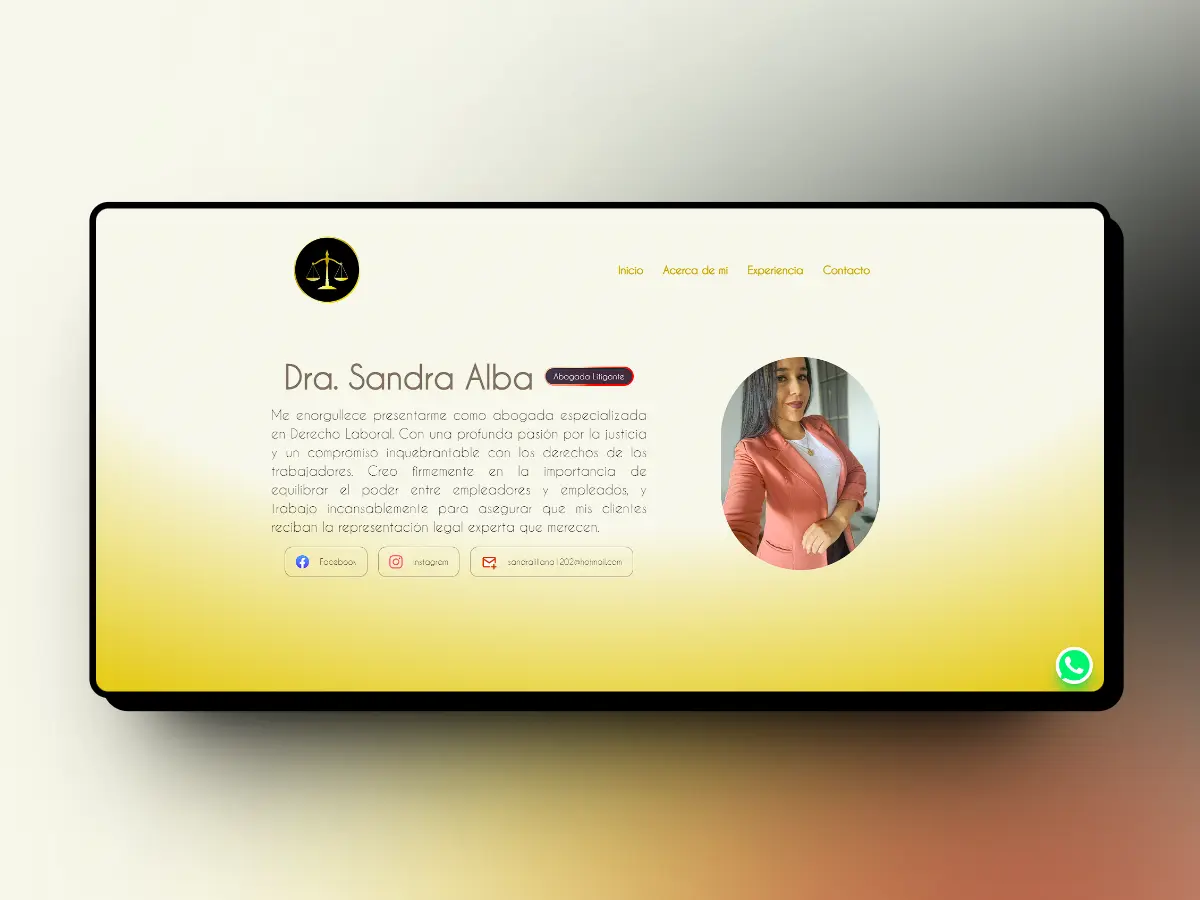 Inicio Acerca de mi Experiencia Contacto
Dra. Sandra Alba Abogada Litigante
Me enorgullece presentarme como abogada especializada
en Derecho Laboral. Con una profunda pasión por la justicia
y un compromiso inquebrantable con los derechos de los
trabajadores. Creo firmemente en la importancia de
equilibrar el poder entre empleadores y empleados, y
trabajo incansablemente para asegurar que mis clientes
reciban la representación legal experta que merecen.
Facebook Instagram